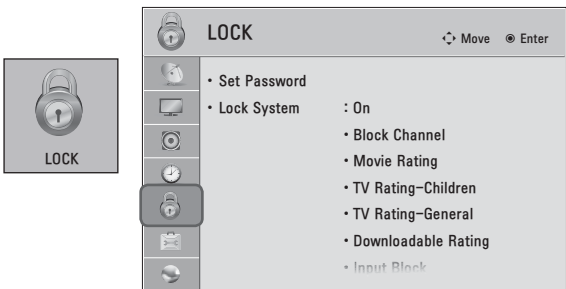 LOCK
LOCK
Move Enter
• Set Password
• Lock System : On
• Block Channel
• Movie Rating
• TV Rating-Children
• TV Rating-General
• Downloadable Rating
• Input Block